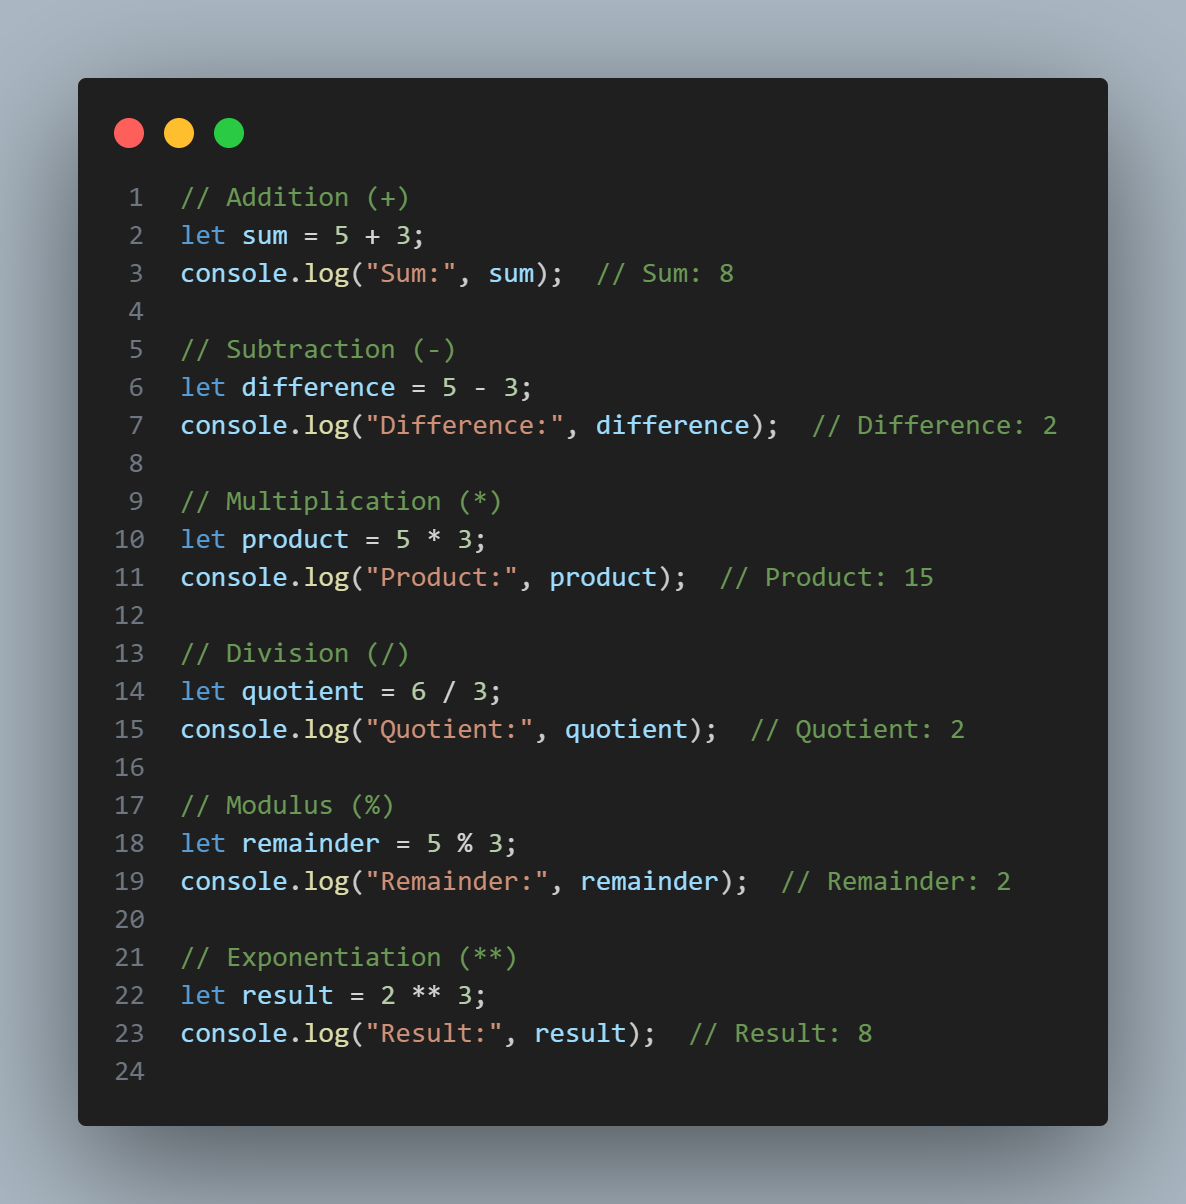 1 // Addition (+)
2 let sum = 5 + 3;
3 console.log("Sum:", sum);  // Sum: 8
4
5 // Subtraction (-)
6 let difference = 5 - 3;
7 console.log("Difference:", difference);  // Difference: 2
8
9 // Multiplication (*)
10 let product = 5 * 3;
11 console.log("Product:", product);  // Product: 15
12
13 // Division (/)
14 let quotient = 6 / 3;
15 console.log("Quotient:", quotient);  // Quotient: 2
16
17 // Modulus (%)
18 let remainder = 5 % 3;
19 console.log("Remainder:", remainder);  // Remainder: 2
20
21 // Exponentiation (**)
22 let result = 2 ** 3;
23 console.log("Result:", result);  // Result: 8
24